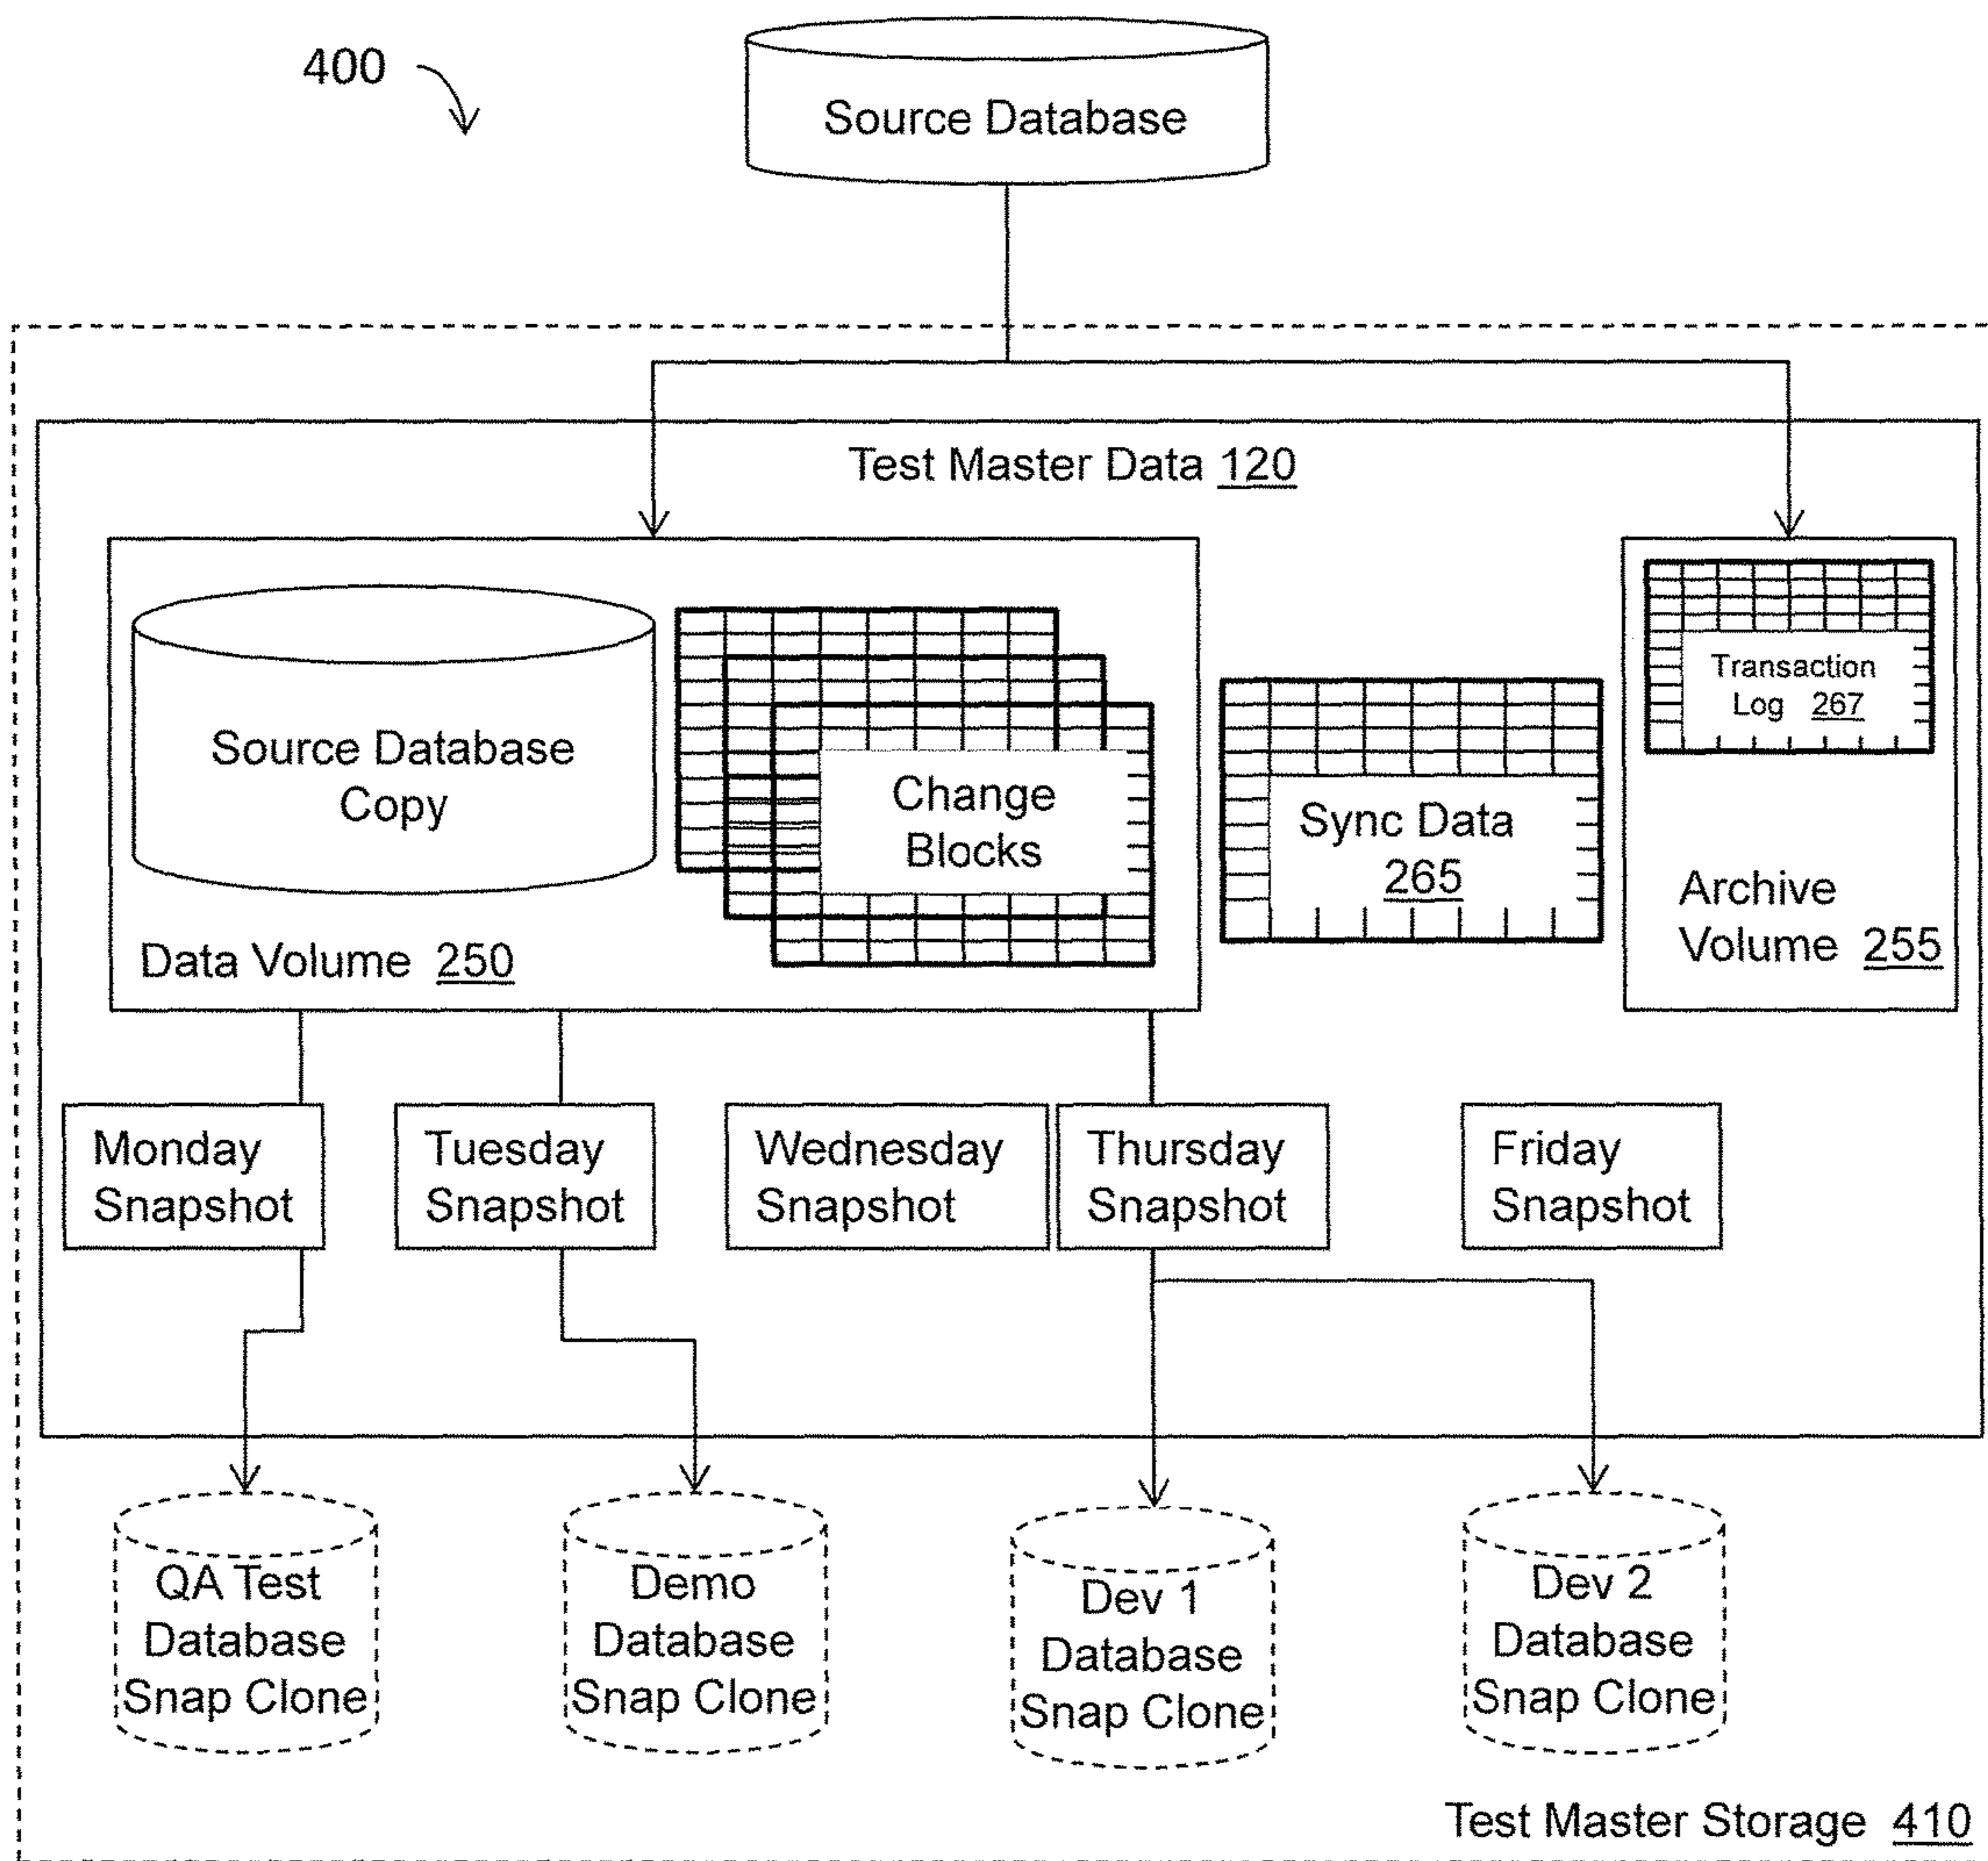 400
Source Database
Test Master Data 120
Source Database
Copy
Change
Blocks
Data Volume 250
Sync Data
265
Transaction
Log 267
Archive
Volume 255
Monday
Snapshot
Tuesday
Snapshot
Wednesday
Snapshot
Thursday
Snapshot
Friday
Snapshot
QA Test
Database
Snap Clone
Demo
Database
Snap Clone
Dev 1
Database
Snap Clone
Dev 2
Database
Snap Clone
Test Master Storage 410